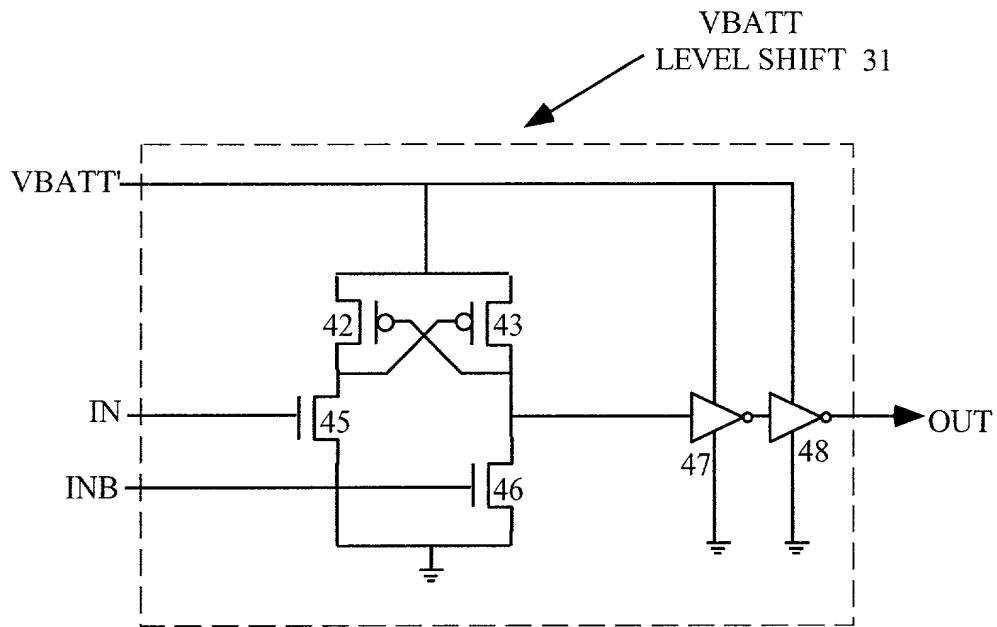 VBATT
LEVEL SHIFT 31
VBATT'
42
43
IN
45
OUT
47
48
INB
46